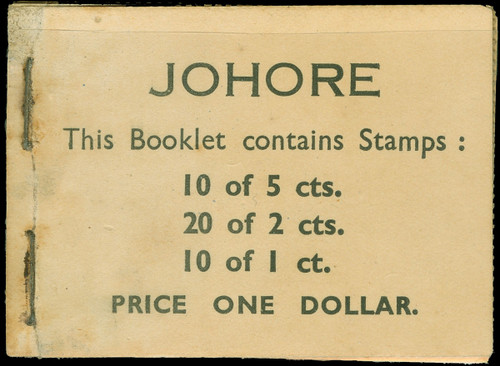 JOHORE
This Booklet contains Stamps :
10 of 5 cts.
20 of 2 cts.
10 of 1 ct.
PRICE ONE DOLLAR.